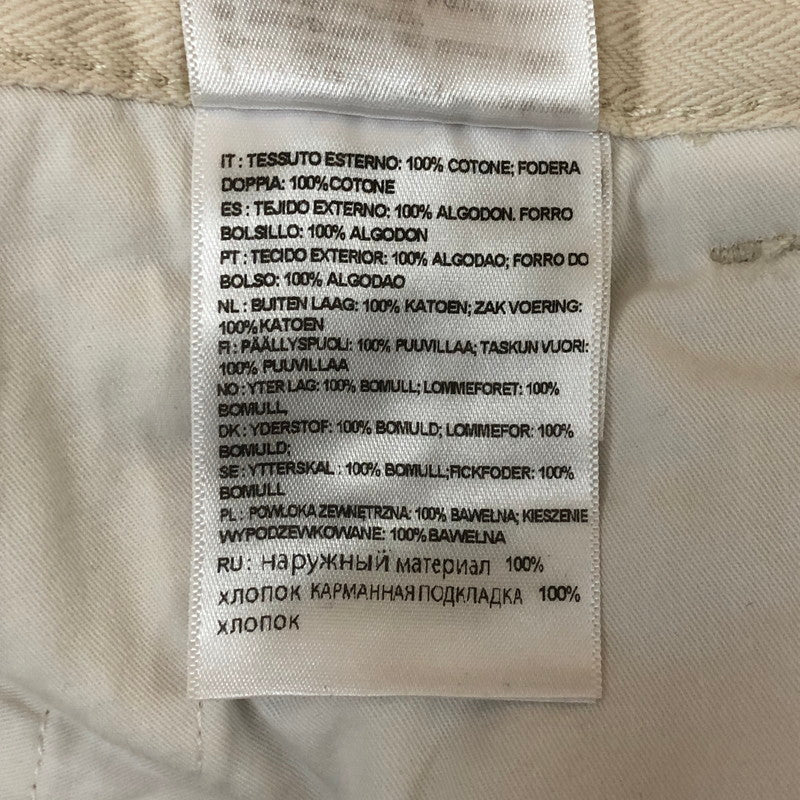 IT : TESSUTO ESTERNO: 100% COTONE; FODERA
DOPPIA: 100%COTONE
ES : TEJIDO EXTERNO: 100% ALGODON. FORRO
BOLSILLO: 100% ALGODON
PT : TECIDO EXTERIOR: 100% ALGODAO; FORRO DO
BOLSO: 100% ALGODAO
NL : BUITEN LAAG: 100% KATOEN; ZAK VOERING:
100% KATOEN
FI : PÄÄLLYSPUOLI: 100% PUUVILLAA; TASKUN VUORI:
100% PUUVILLAA
NO : YTER LAG: 100% BOMULL; LOMMEFORET: 100%
BOMULL,
DK : YDERSTOF: 100% BOMULD; LOMMEFOR: 100%
BOMULD;
SE : YTTERSKAL : 100% BOMULL;FICKFODER: 100%
BOMULL
PL : POWLOKA ZEWNETRZNA: 100% BAWELNA; KIESZENIE
WYPODZEWKOWANE: 100% BAWELNA
RU: наружный материал 100%
хлопок КАРМАННАЯ ПОДКЛАДКА 100%
хлопок